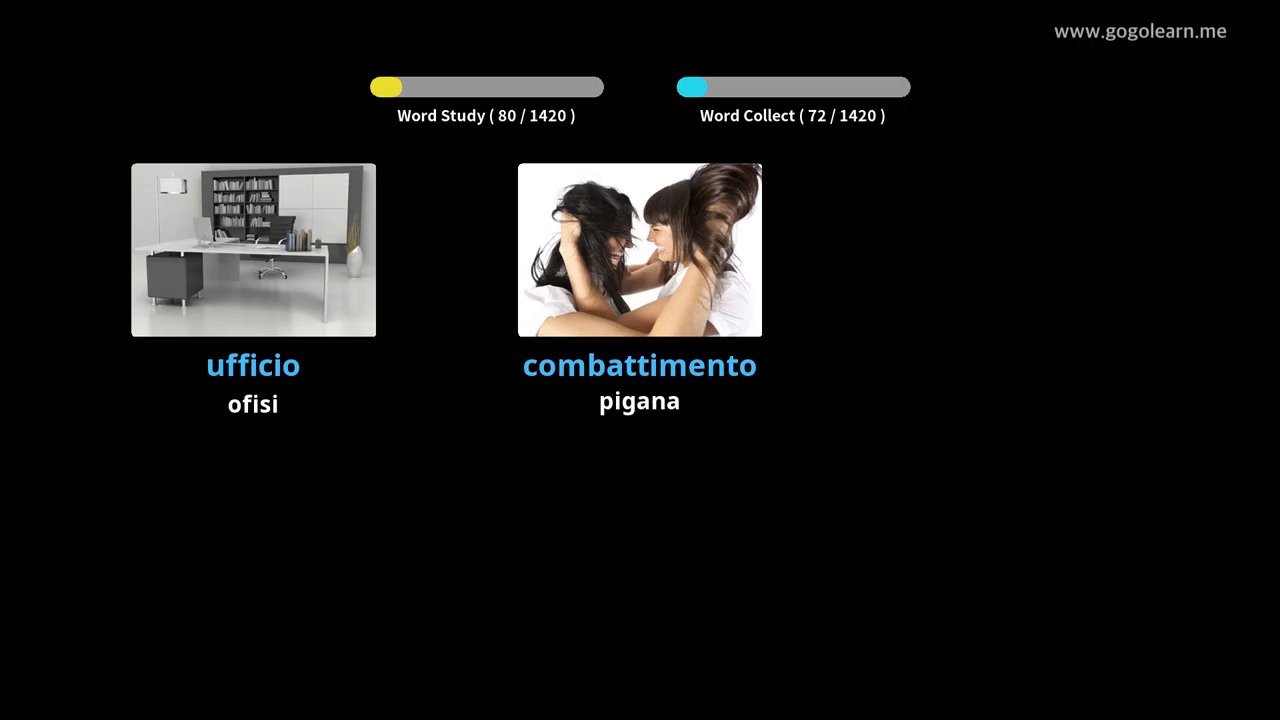 www.gogolearn.me
Word Study ( 80 / 1420 )
Word Collect ( 72 / 1420 )
ufficio
ofisi
combattimento
pigana